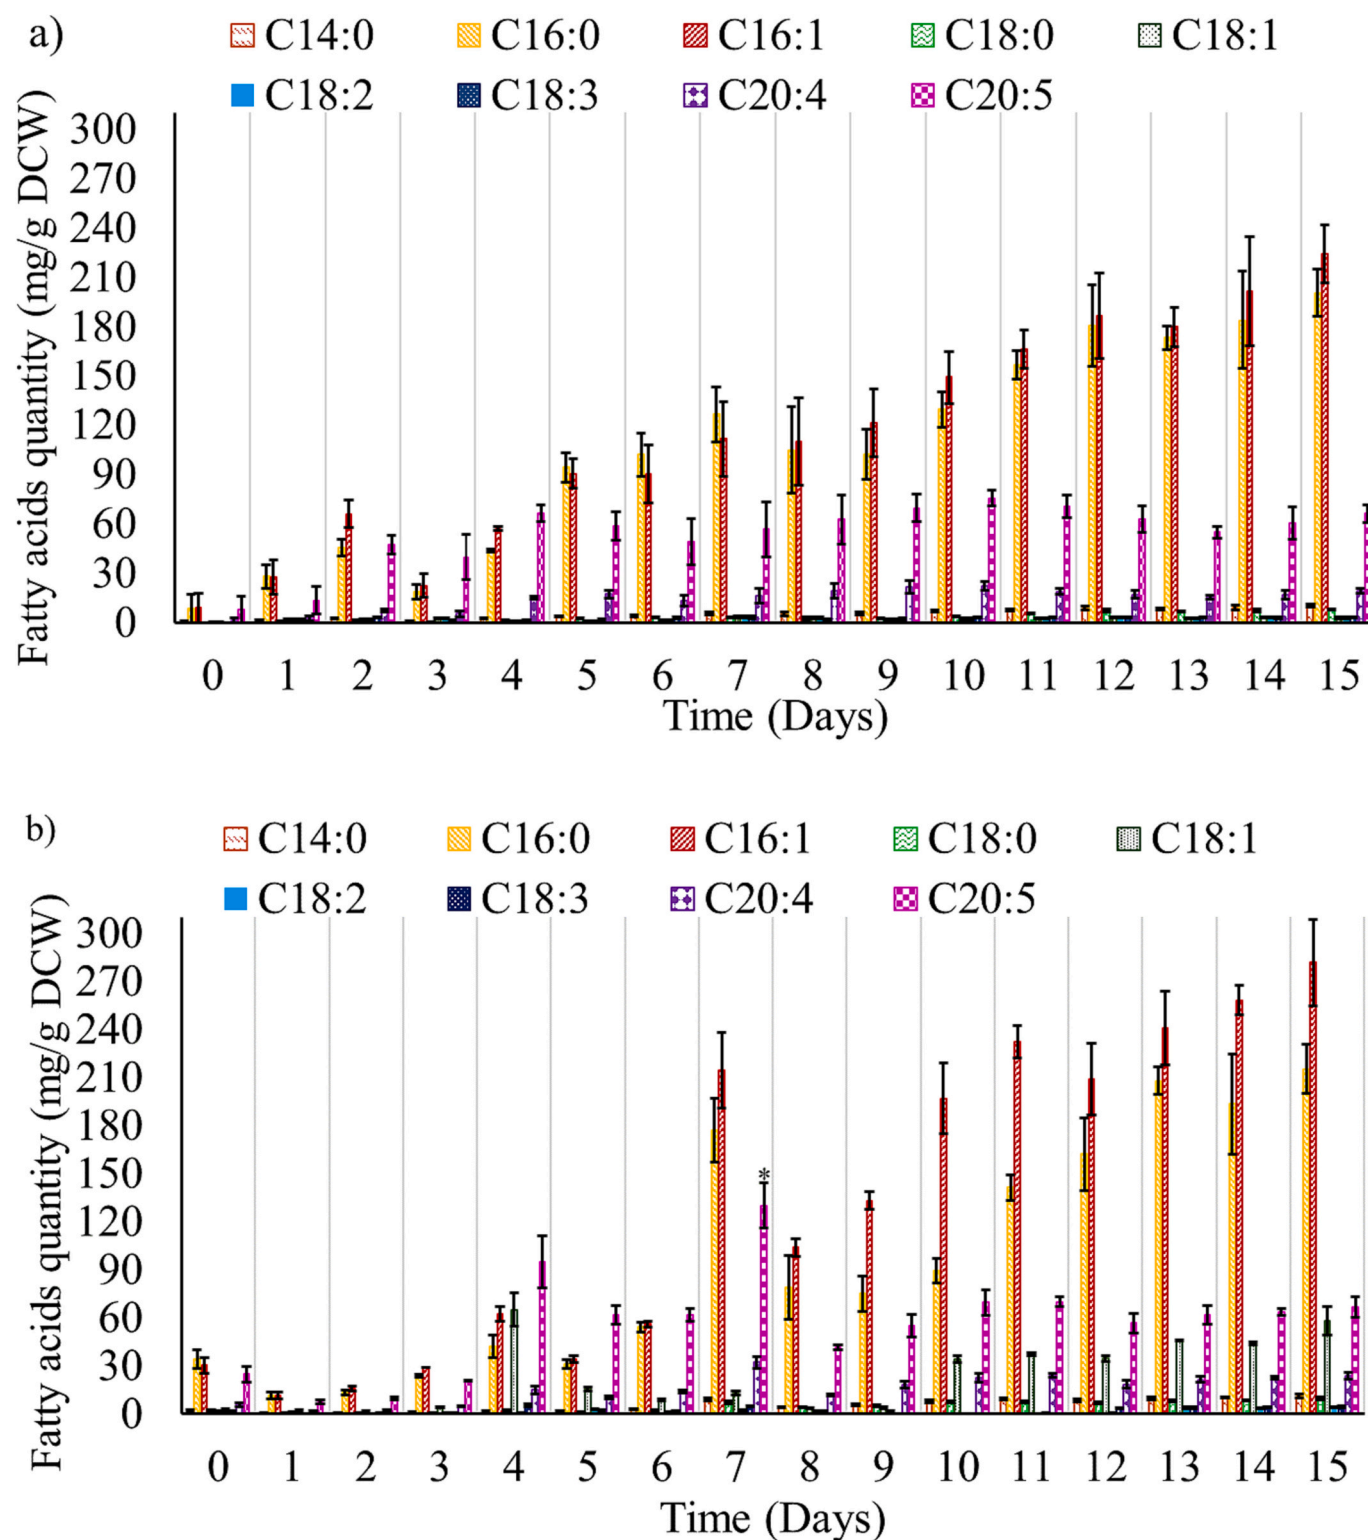 a)
C14:0 C16:0 C16:1 C18:0 C18:1
C18:2 C18:3 C20:4 C20:5
Fatty acids quantity (mg/g DCW)
300
270
240
210
180
150
120
90
60
30
0
0 1 2 3 4 5 6 7 8 9 10 11 12 13 14 15
Time (Days)
b)
C14:0 C16:0 C16:1 C18:0 C18:1
C18:2 C18:3 C20:4 C20:5
Fatty acids quantity (mg/g DCW)
300
270
240
210
180
150
120
90
60
30
0
*
0 1 2 3 4 5 6 7 8 9 10 11 12 13 14 15
Time (Days)